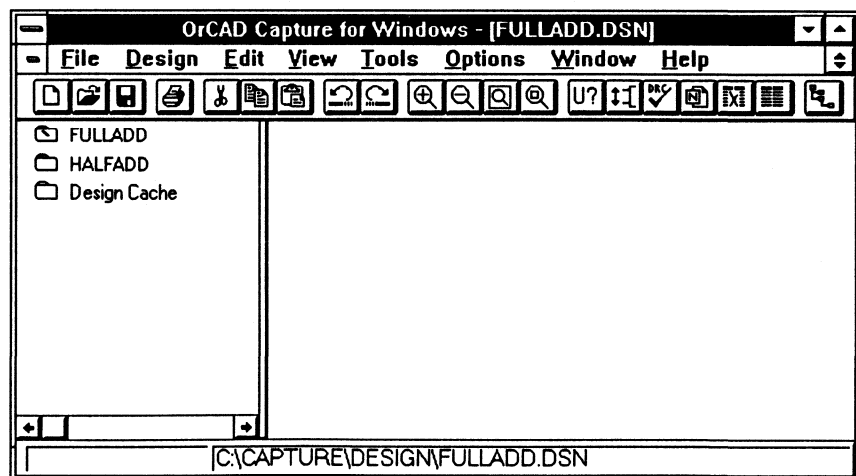 OrCAD Capture for Windows - [FULLADD.DSN]
File Design Edit View Tools Options Window Help
U? DRC
FULLADD
HALFADD
Design Cache
C:\CAPTURE\DESIGN\FULLADD.DSN